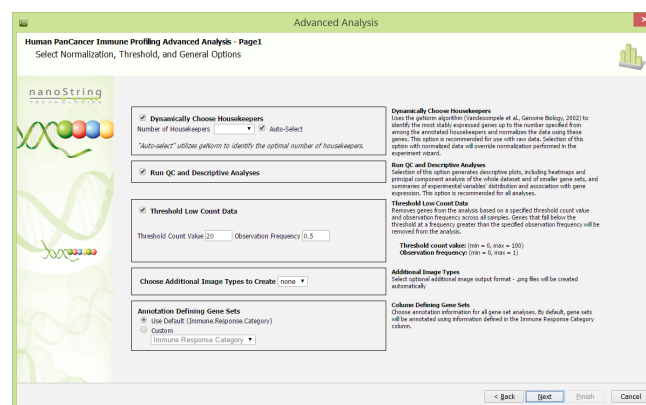 Advanced Analysis
Human PanCancer Immune Profiling Advanced Analysis - Page1
Select Normalization, Threshold, and General Options
nanoString
TECHNOLOGIES
Dynamically Choose Housekeepers
Number of Housekeepers
Auto-Select
"Auto-select" utilizes geNorm to identify the optimal number of housekeepers.
Dynamically Choose Housekeepers
Uses the geNorm algorithm (Vandesompele et al., Genome Biology, 2002) to
identify the most stably expressed genes up to the number specified from
among the annotated housekeepers and normalizes the data using these
genes. This option is recommended for use with raw data. Selection of this
option with normalized data will override normalization performed in the
experiment wizard.
Run QC and Descriptive Analyses
Run QC and Descriptive Analyses
Selection of this option generates descriptive plots, including heatmaps and
principal component analysis of the whole dataset and of smaller gene sets, and
summaries of experimental variables' distribution and association with gene
expression. This option is recommended for all analyses.
Threshold Low Count Data
Threshold Count Value 20 Observation Frequency 0.5
Threshold Low Count Data
Removes genes from the analysis based on a specified threshold count value
and observation frequency across all samples. Genes that fall below the
threshold at a frequency greater than the specified observation frequency will be
removed from the analysis.
Threshold count value: (min = 0, max = 100)
Observation frequency: (min = 0, max = 1)
Choose Additional Image Types to Create none
Additional Image Types
Select optional additional image output format - .png files will be created
automatically
Annotation Defining Gene Sets
Use Default (Immune.Response.Category)
Custom
Immune Response Category
Column Defining Gene Sets
Choose annotation information for all gene set analyses. By default, gene sets
will be annotated using information defined in the Immune Response Category
column.
< Back
Next
Finish
Cancel